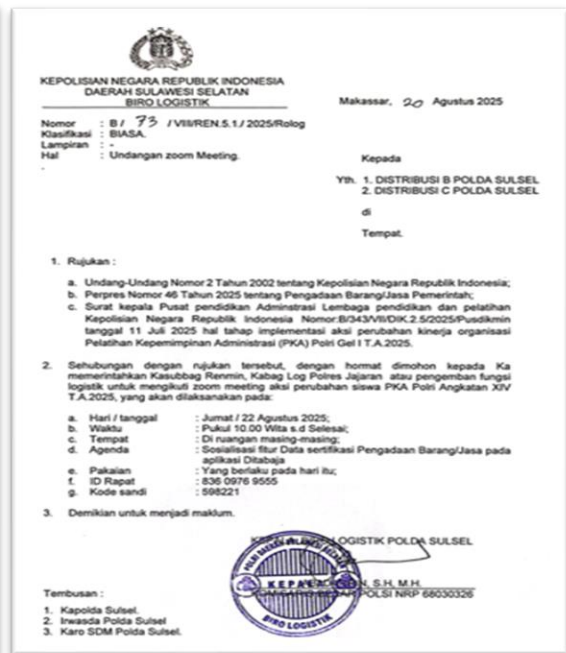 KEPOLISIAN NEGARA REPUBLIK INDONESIA
DAERAH SULAWESI SELATAN
BIRO LOGISTIK
Makassar, 20 Agustus 2025
Nomor : B / 73 / VIII/REN.5.1./ 2025/Rolog
Klasifikasi : BIASA.
Lampiran : -
Hal : Undangan zoom Meeting.
Kepada
Yth. 1. DISTRIBUSI B POLDA SULSEL
2. DISTRIBUSI C POLDA SULSEL
di
Tempat.
1. Rujukan :
a. Undang-Undang Nomor 2 Tahun 2002 tentang Kepolisian Negara Republik Indonesia;
b. Perpres Nomor 46 Tahun 2025 tentang Pengadaan Barang/Jasa Pemerintah;
c. Surat kepala Pusat pendidikan Adminstrasi Lembaga pendidikan dan pelatihan
Kepolisian Negara Republik Indonesia Nomor:B/343/VII/DIK.2.5/2025/Pusdikmin
tanggal 11 Juli 2025 hal tahap implementasi aksi perubahan kinerja organisasi
Pelatihan Kepemimpinan Administrasi (PKA) Polri Gel I T.A.2025.
2. Sehubungan dengan rujukan tersebut, dengan hormat dimohon kepada Ka
memerintahkan Kasubbag Renmin, Kabag Log Polres Jajaran atau pengemban fungsi
logistik untuk mengikuti zoom meeting aksi perubahan siswa PKA Polri Angkatan XIV
T.A.2025, yang akan dilaksanakan pada:
a. Hari / tanggal : Jumat / 22 Agustus 2025;
b. Waktu : Pukul 10.00 Wita s.d Selesai;
c. Tempat : Di ruangan masing-masing;
d. Agenda : Sosialisasi fitur Data sertifikasi Pengadaan Barang/Jasa pada
aplikasi Ditabaja
e. Pakaian : Yang berlaku pada hari itu;
f. ID Rapat : 836 0976 9555
g. Kode sandi : 598221
3. Demikian untuk menjadi maklum.
LOGISTIK POLDA SULSEL
KEPALA
S.H, M.H.
POLSI NRP 68030326
BIRO LOGISTIK
Tembusan :
1. Kapolda Sulsel.
2. Irwasda Polda Sulsel
3. Karo SDM Polda Sulsel.